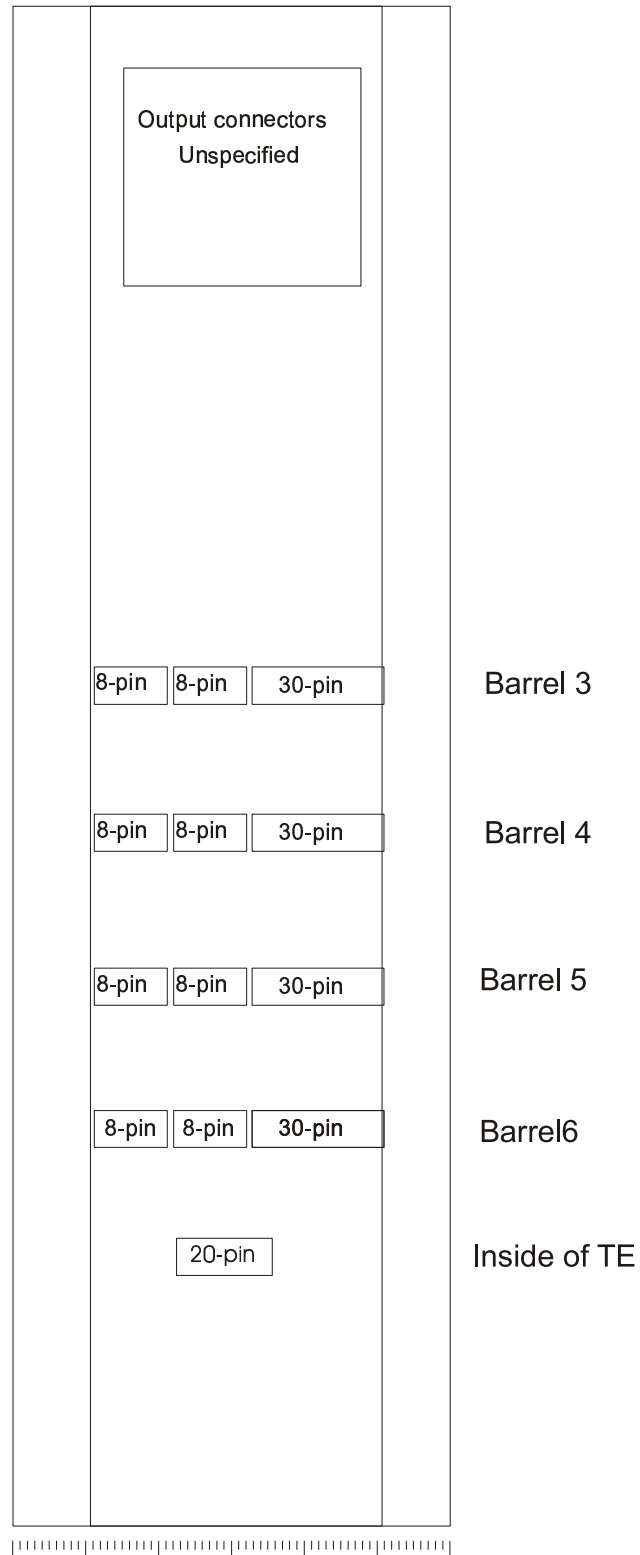 Output connectors
Unspecified
8-pin 8-pin 30-pin Barrel 3
8-pin 8-pin 30-pin Barrel 4
8-pin 8-pin 30-pin Barrel 5
8-pin 8-pin 30-pin Barrel6
20-pin Inside of TE